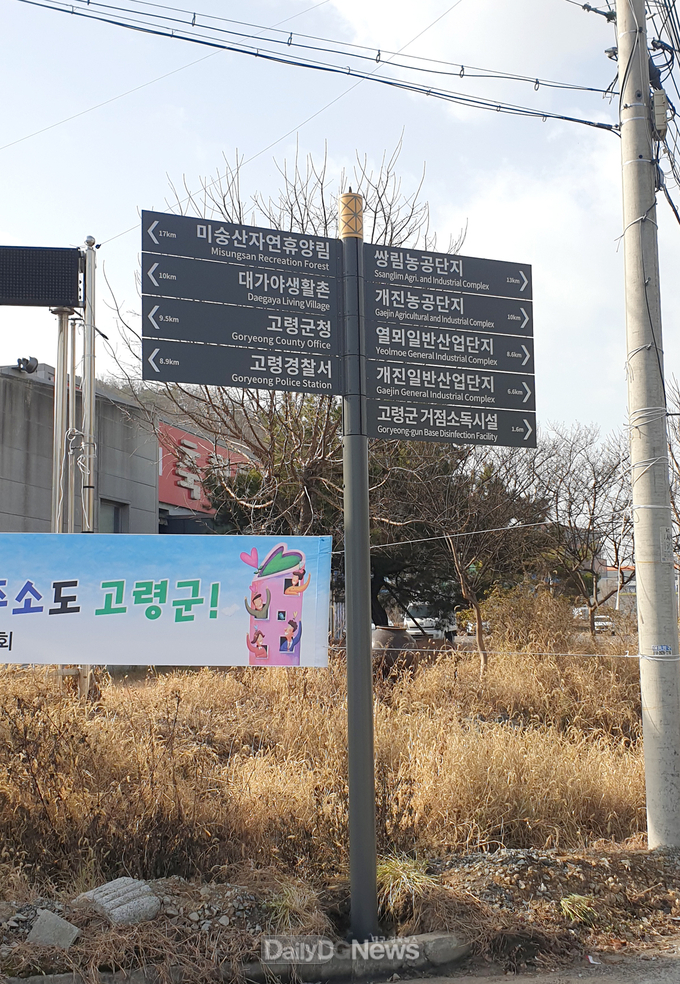 17km 미숭산자연휴양림
Misungsan Recreation Forest
10km 대가야생활촌
Daegaya Living Village
9.5km 고령군청
Goryeong County Office
8.9km 고령경찰서
Goryeong Police Station
쌍림농공단지 13km
Ssanglim Agri. and Industrial Complex
개진농공단지 10km
Gaejin Agricultural and Industrial Complex
열뫼일반산업단지 8.6km
Yeolmoe General Industrial Complex
개진일반산업단지 6.6km
Gaejin General Industrial Complex
고령군 거점소독시설 1.6km
Goryeong-gun Base Disinfection Facility
축
주소도 고령군!
회
DailyDGNews